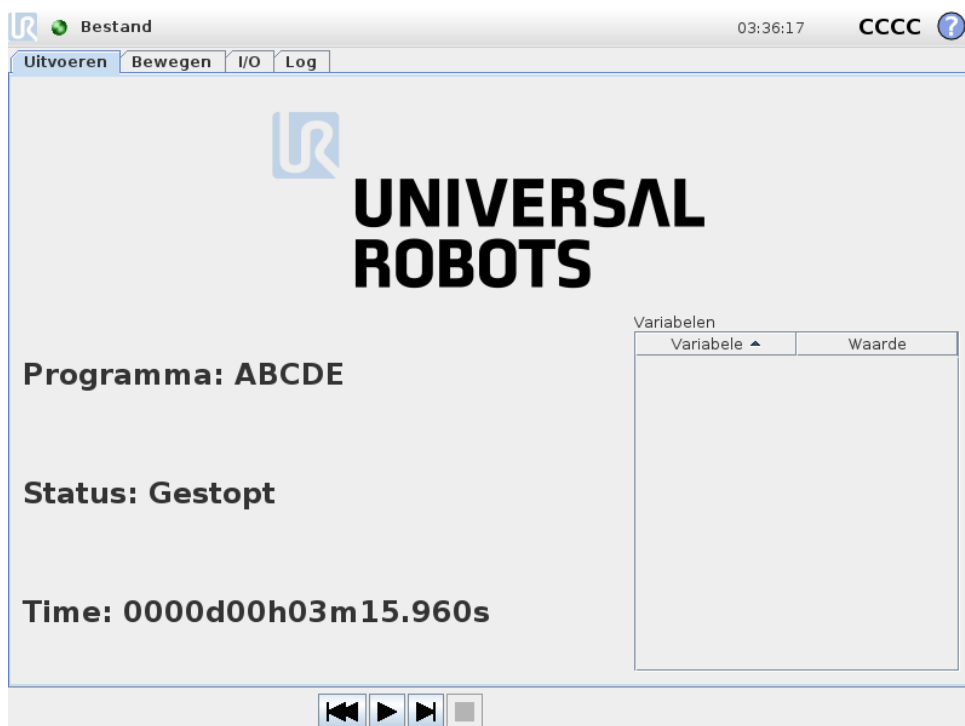 Bestand 03:36:17 CCCC ?
Uitvoeren Bewegen I/O Log
UR
UNIVERSAL
ROBOTS
Variabelen
Variabele Waarde
Programma: ABCDE
Status: Gestopt
Time: 0000d00h03m15.960s